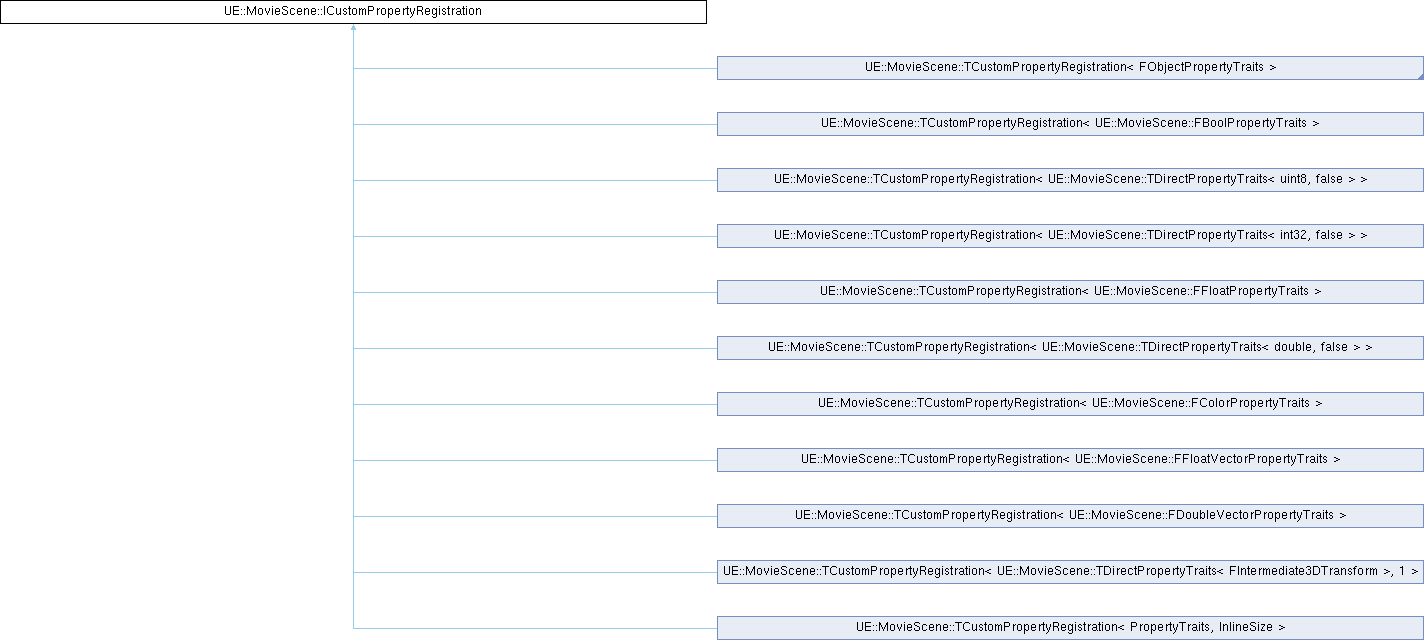 UE::MovieScene::ICustomPropertyRegistration
UE::MovieScene::TCustomPropertyRegistration< FObjectPropertyTraits >
UE::MovieScene::TCustomPropertyRegistration< UE::MovieScene::FBoolPropertyTraits >
UE::MovieScene::TCustomPropertyRegistration< UE::MovieScene::TDirectPropertyTraits< uint8, false > >
UE::MovieScene::TCustomPropertyRegistration< UE::MovieScene::TDirectPropertyTraits< int32, false > >
UE::MovieScene::TCustomPropertyRegistration< UE::MovieScene::FFloatPropertyTraits >
UE::MovieScene::TCustomPropertyRegistration< UE::MovieScene::TDirectPropertyTraits< double, false > >
UE::MovieScene::TCustomPropertyRegistration< UE::MovieScene::FColorPropertyTraits >
UE::MovieScene::TCustomPropertyRegistration< UE::MovieScene::FFloatVectorPropertyTraits >
UE::MovieScene::TCustomPropertyRegistration< UE::MovieScene::FDoubleVectorPropertyTraits >
UE::MovieScene::TCustomPropertyRegistration< UE::MovieScene::TDirectPropertyTraits< FIntermediate3DTransform >, 1 >
UE::MovieScene::TCustomPropertyRegistration< PropertyTraits, InlineSize >